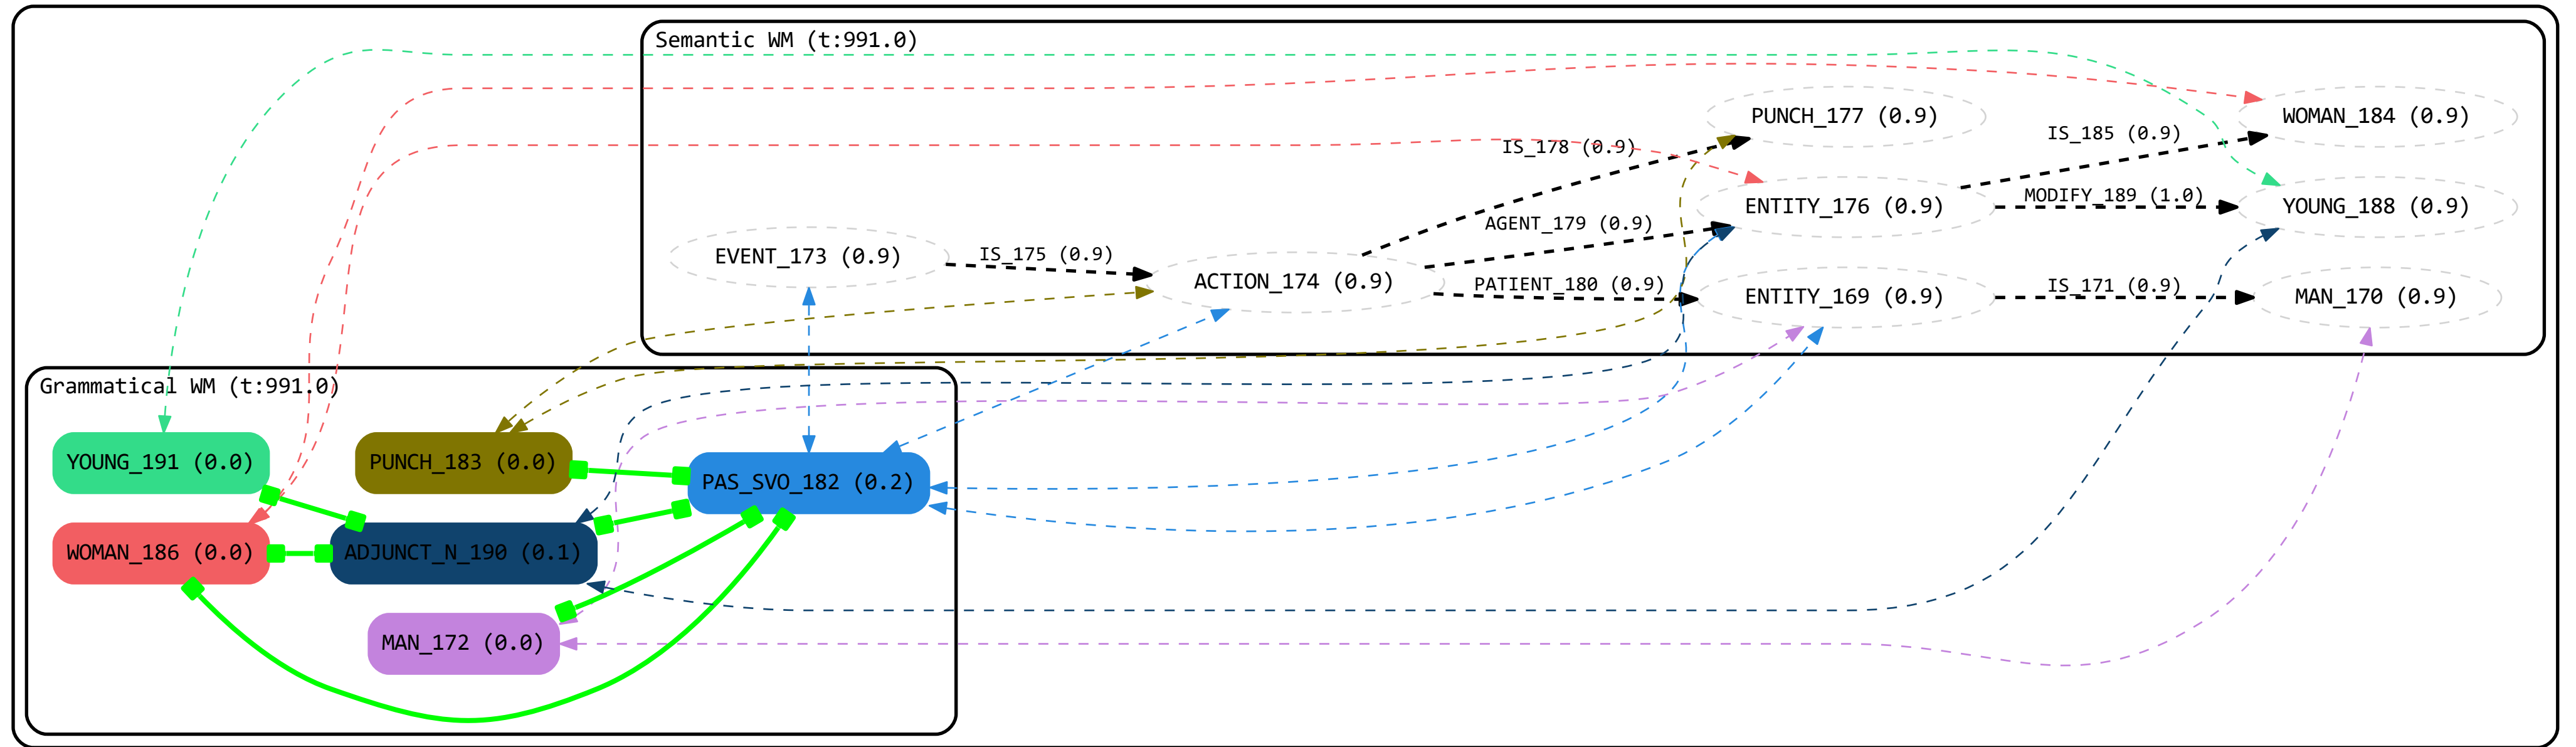 Semantic WM (t:991.0)
PUNCH_177 (0.9)
WOMAN_184 (0.9)
IS_185 (0.9)
IS_178 (0.9)
MODIFY_189 (1.0)
ENTITY_176 (0.9)
YOUNG_188 (0.9)
AGENT_179 (0.9)
EVENT_173 (0.9)
IS_175 (0.9)
ACTION_174 (0.9)
PATIENT_180 (0.9)
ENTITY_169 (0.9)
IS_171 (0.9)
MAN_170 (0.9)
Grammatical WM (t:991.0)
YOUNG_191 (0.0)
PUNCH_183 (0.0)
PAS_SVO_182 (0.2)
WOMAN_186 (0.0)
ADJUNCT_N_190 (0.1)
MAN_172 (0.0)